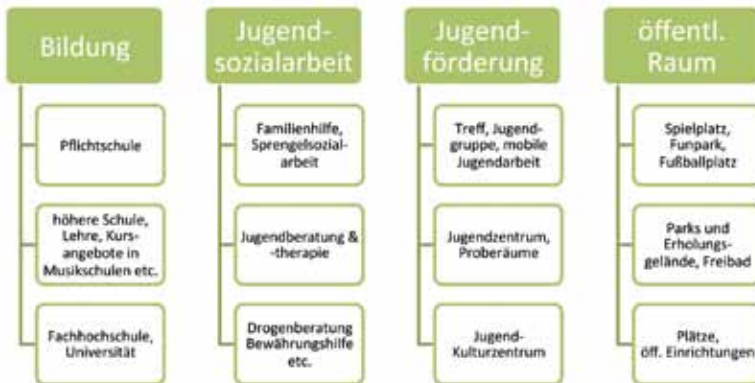 Bildung
Pflichtschule
höhere Schule,
Lehre, Kurs-
angebote in
Musikschulen etc.
Fachhochschule,
Universität
Jugend-
sozialarbeit
Familienhilfe,
Sprengelsozial-
arbeit
Jugendberatung &
-therapie
Drogenberatung
Bewährungshilfe
etc.
Jugend-
förderung
Treff, Jugend-
gruppe, mobile
Jugendarbeit
Jugendzentrum,
Proberäume
Jugend-
Kulturzentrum
öffentl.
Raum
Spielplatz,
Funpark,
Fußballplatz
Parks und
Erholungs-
gelände, Freibad
Plätze,
öff. Einrichtungen